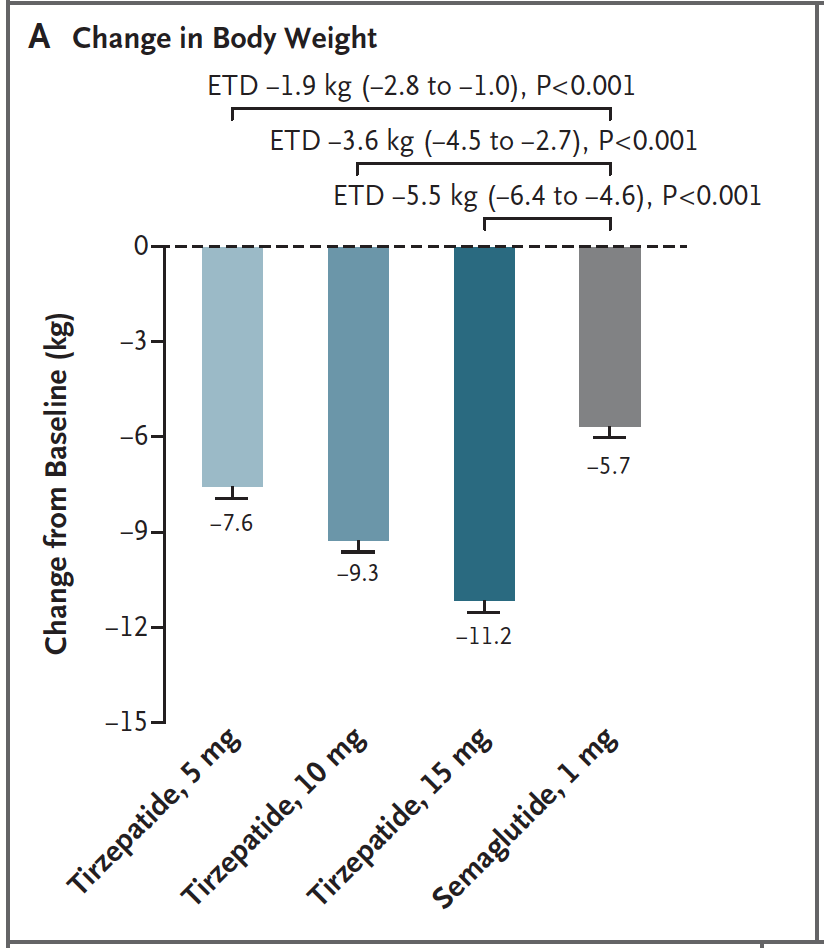 A Change in Body Weight
ETD –1.9 kg (–2.8 to –1.0), P<0.001
ETD –3.6 kg (–4.5 to –2.7), P<0.001
ETD –5.5 kg (–6.4 to –4.6), P<0.001
Change from Baseline (kg)
0
–3
–6
–9
–12
–15
–7.6
–9.3
–11.2
–5.7
Tirzepatide, 5 mg
Tirzepatide, 10 mg
Tirzepatide, 15 mg
Semaglutide, 1 mg